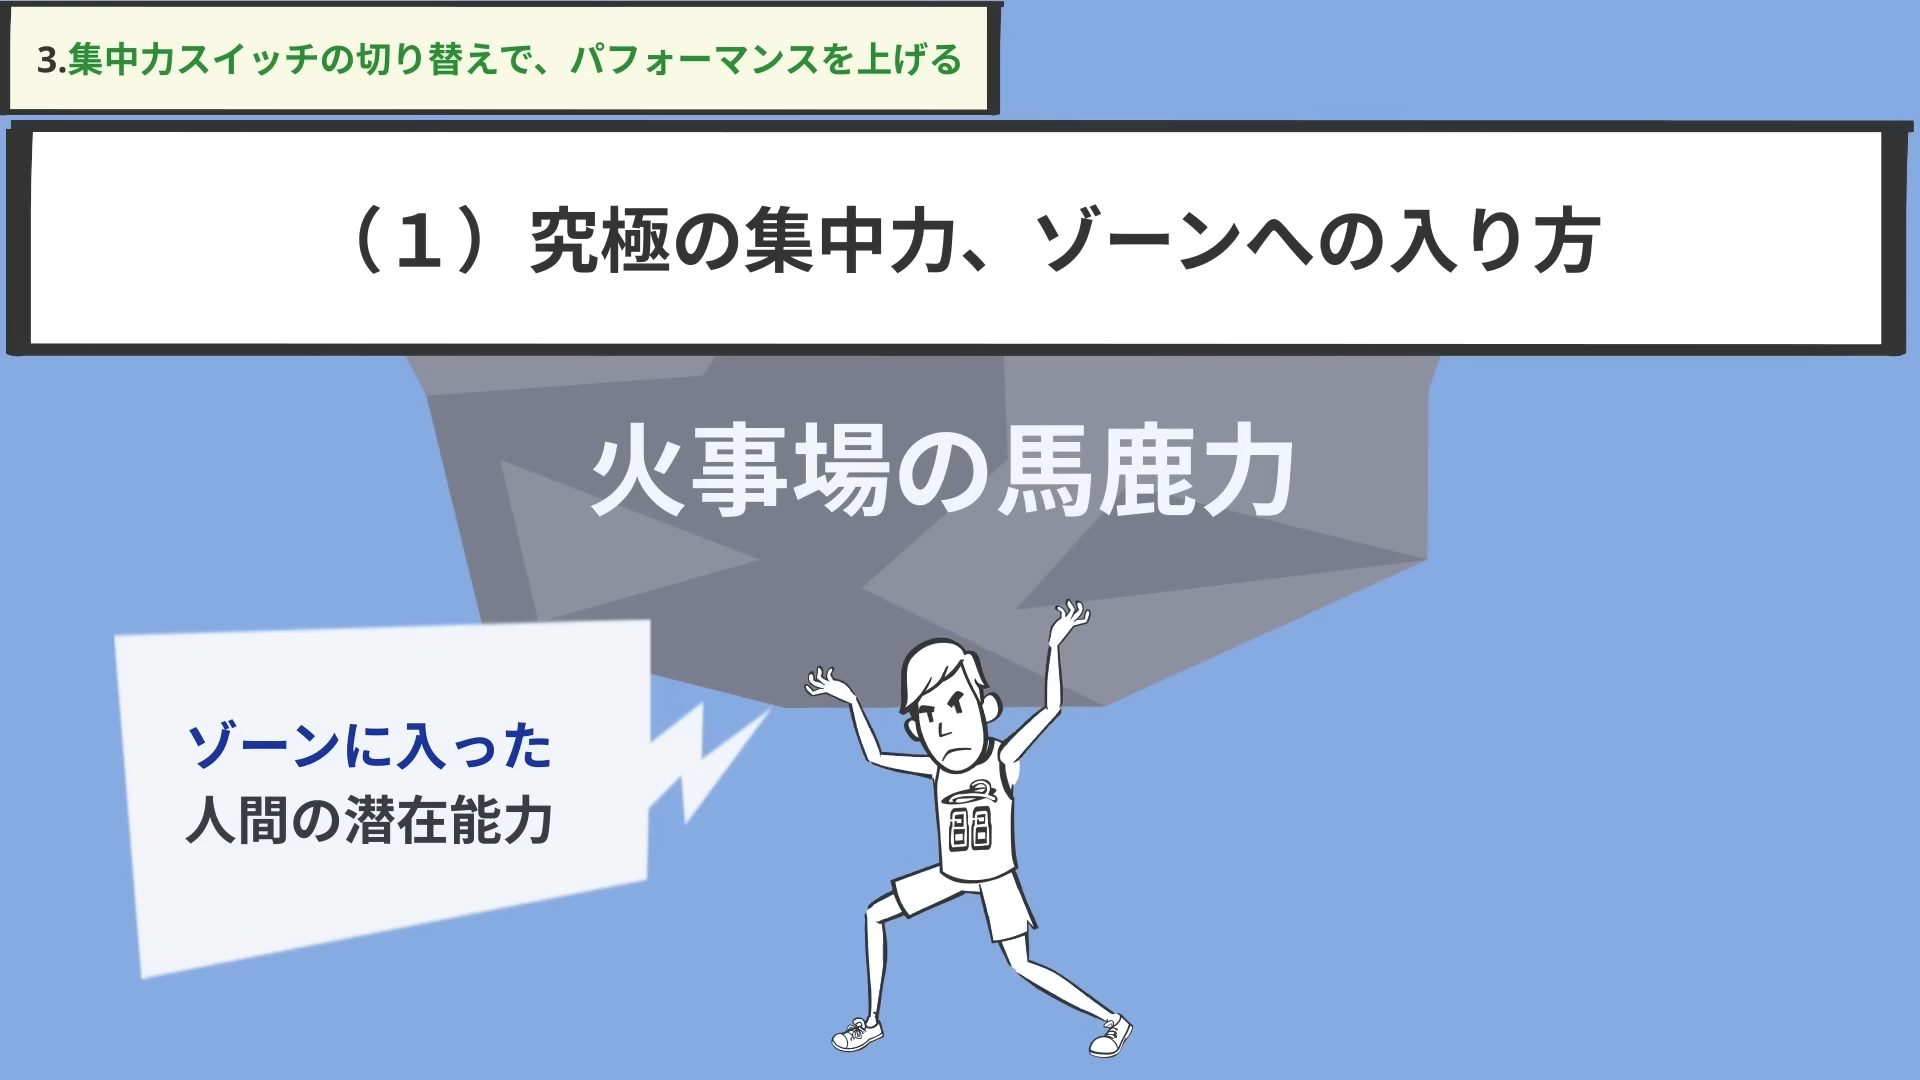 3.集中力スイッチの切り替えで、パフォーマンスを上げる
（１）究極の集中力、ゾーンへの入り方
火事場の馬鹿力
ゾーンに入った
人間の潜在能力
88